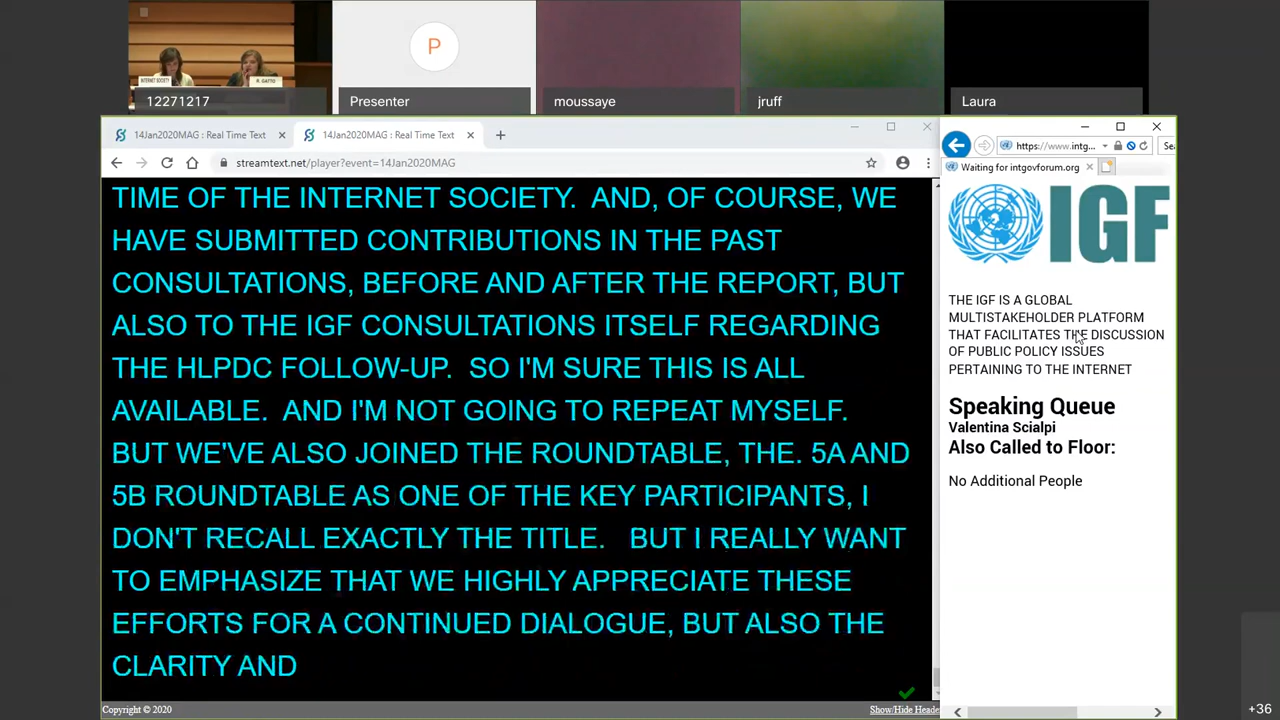 INTERNET SOCIETY
R. GATTO
P
12271217
Presenter
moussaye
jruff
Laura
14Jan2020MAG : Real Time Text
14Jan2020MAG : Real Time Text
streamtext.net/player?event=14Jan2020MAG
TIME OF THE INTERNET SOCIETY.  AND, OF COURSE, WE
HAVE SUBMITTED CONTRIBUTIONS IN THE PAST
CONSULTATIONS, BEFORE AND AFTER THE REPORT, BUT
ALSO TO THE IGF CONSULTATIONS ITSELF REGARDING
THE HLPDC FOLLOW-UP.  SO I'M SURE THIS IS ALL
AVAILABLE.  AND I'M NOT GOING TO REPEAT MYSELF.
BUT WE'VE ALSO JOINED THE ROUNDTABLE, THE. 5A AND
5B ROUNDTABLE AS ONE OF THE KEY PARTICIPANTS, I
DON'T RECALL EXACTLY THE TITLE.   BUT I REALLY WANT
TO EMPHASIZE THAT WE HIGHLY APPRECIATE THESE
EFFORTS FOR A CONTINUED DIALOGUE, BUT ALSO THE
CLARITY AND
Copyright © 2020
Show/Hide Heade
https://www.intg...
Sea
Waiting for intgovforum.org
IGF
THE IGF IS A GLOBAL
MULTISTAKEHOLDER PLATFORM
THAT FACILITATES THE DISCUSSION
OF PUBLIC POLICY ISSUES
PERTAINING TO THE INTERNET
Speaking Queue
Valentina Scialpi
Also Called to Floor:
No Additional People
+36